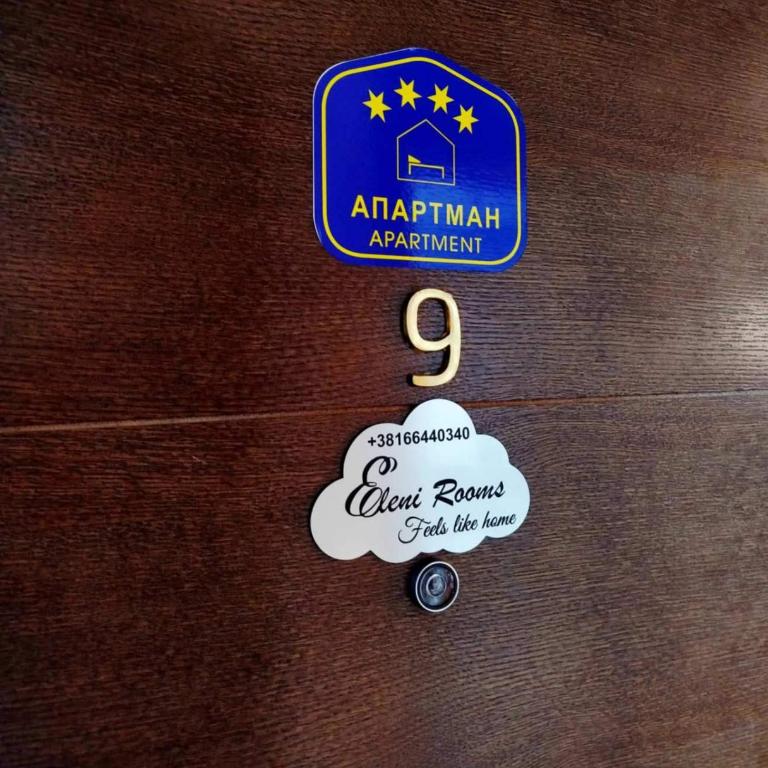 АПАРТМАН
APARTMENT
9
+38166440340
Eleni Rooms
Feels like home